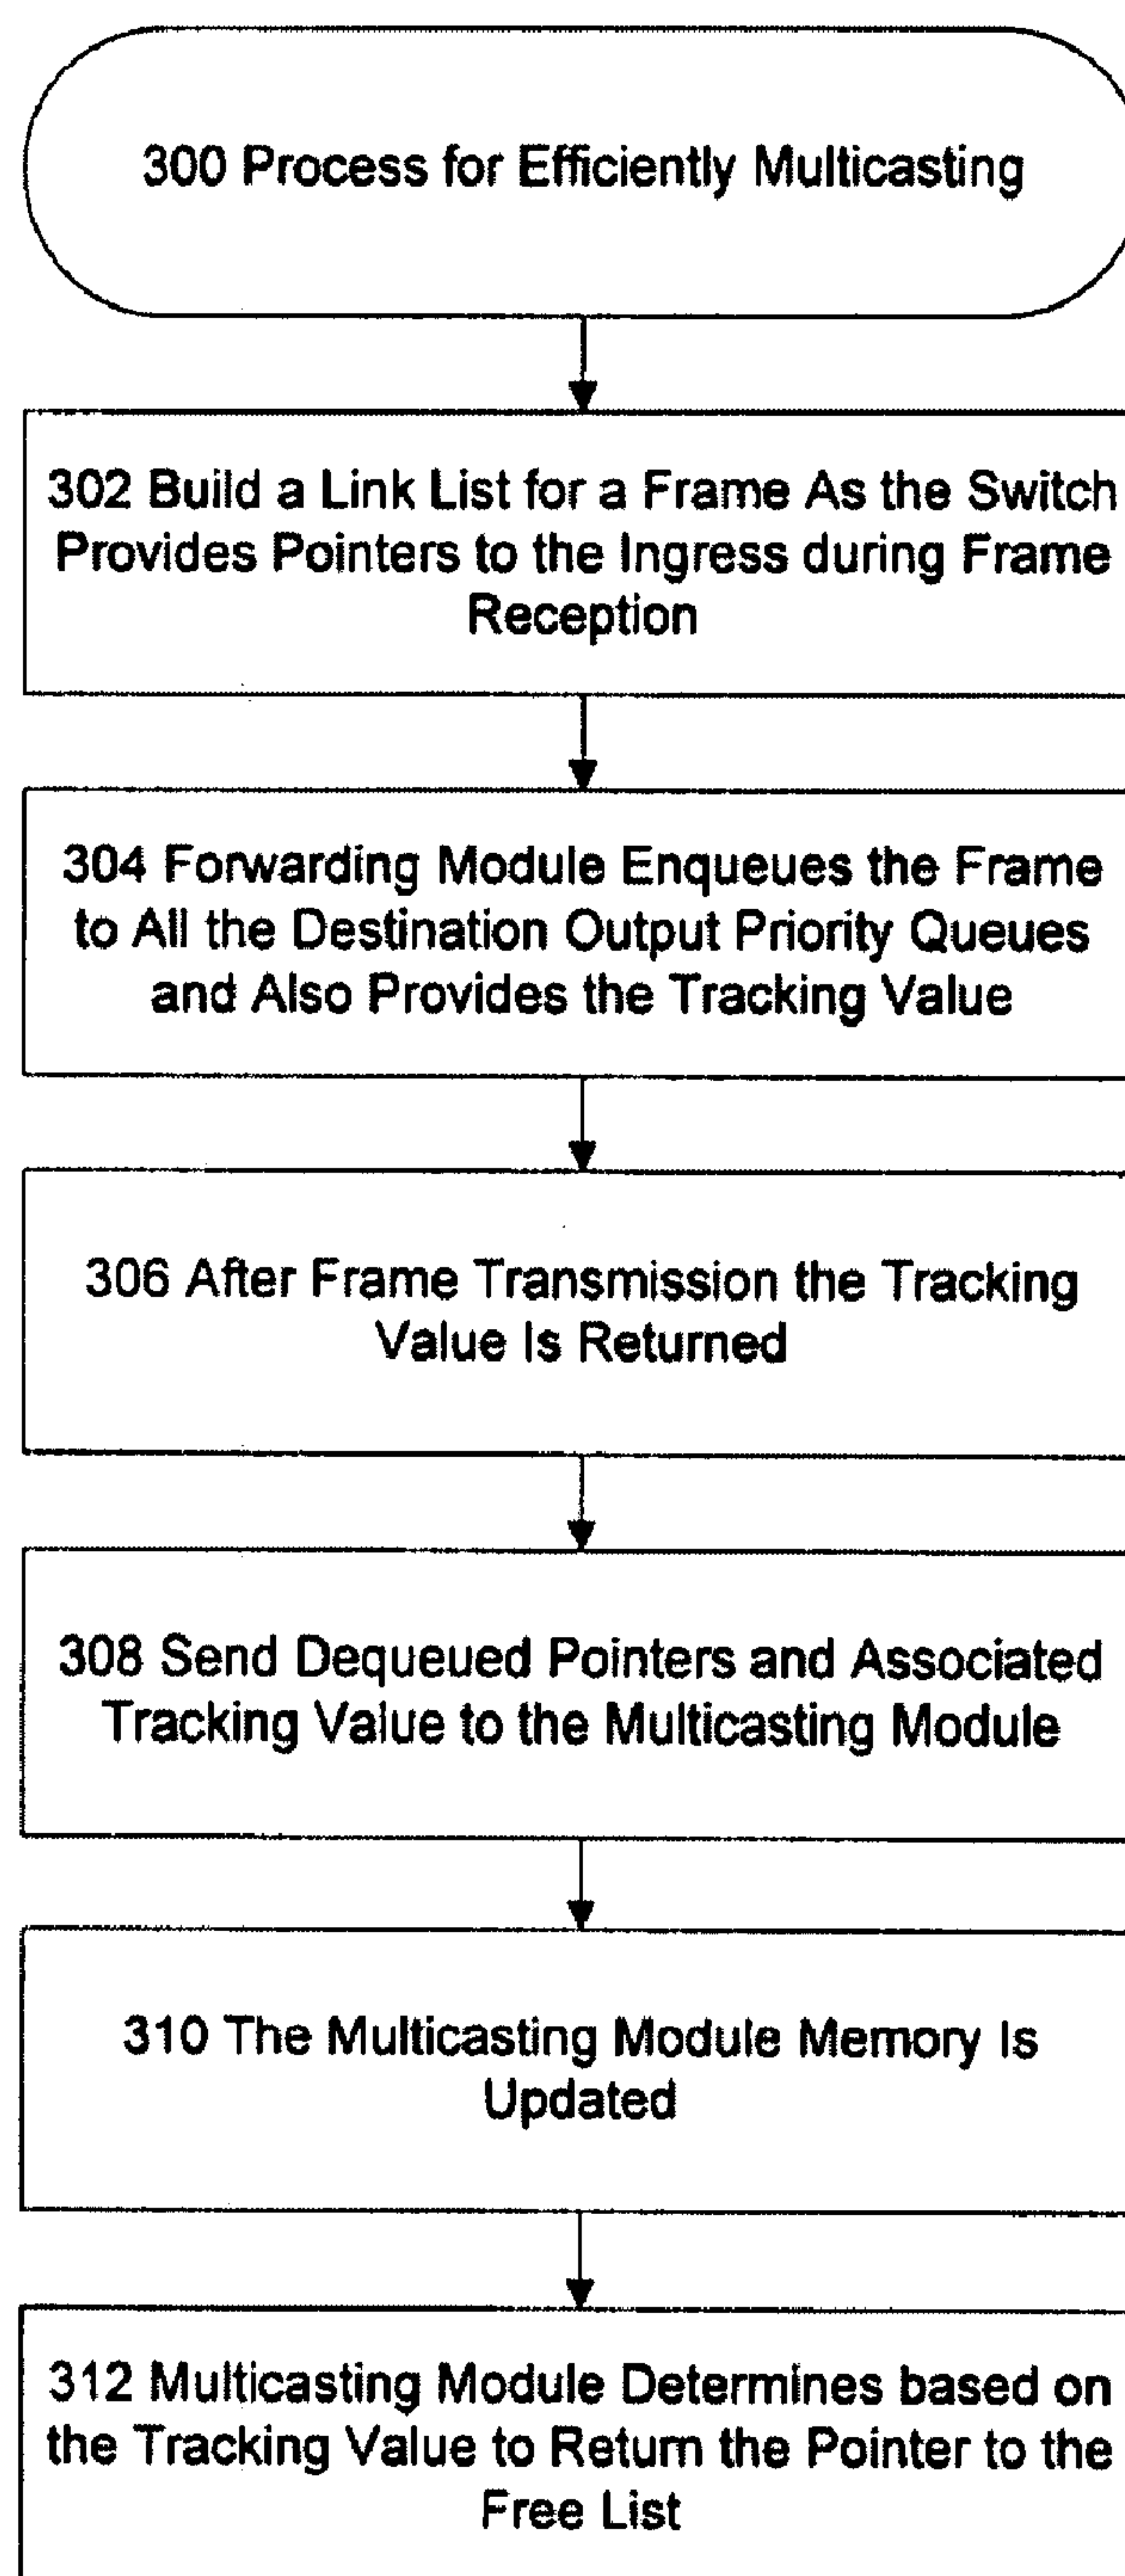 300 Process for Efficiently Multicasting
302 Build a Link List for a Frame As the Switch
Provides Pointers to the Ingress during Frame
Reception
304 Forwarding Module Enqueues the Frame
to All the Destination Output Priority Queues
and Also Provides the Tracking Value
306 After Frame Transmission the Tracking
Value Is Returned
308 Send Dequeued Pointers and Associated
Tracking Value to the Multicasting Module
310 The Multicasting Module Memory Is
Updated
312 Multicasting Module Determines based on
the Tracking Value to Return the Pointer to the
Free List